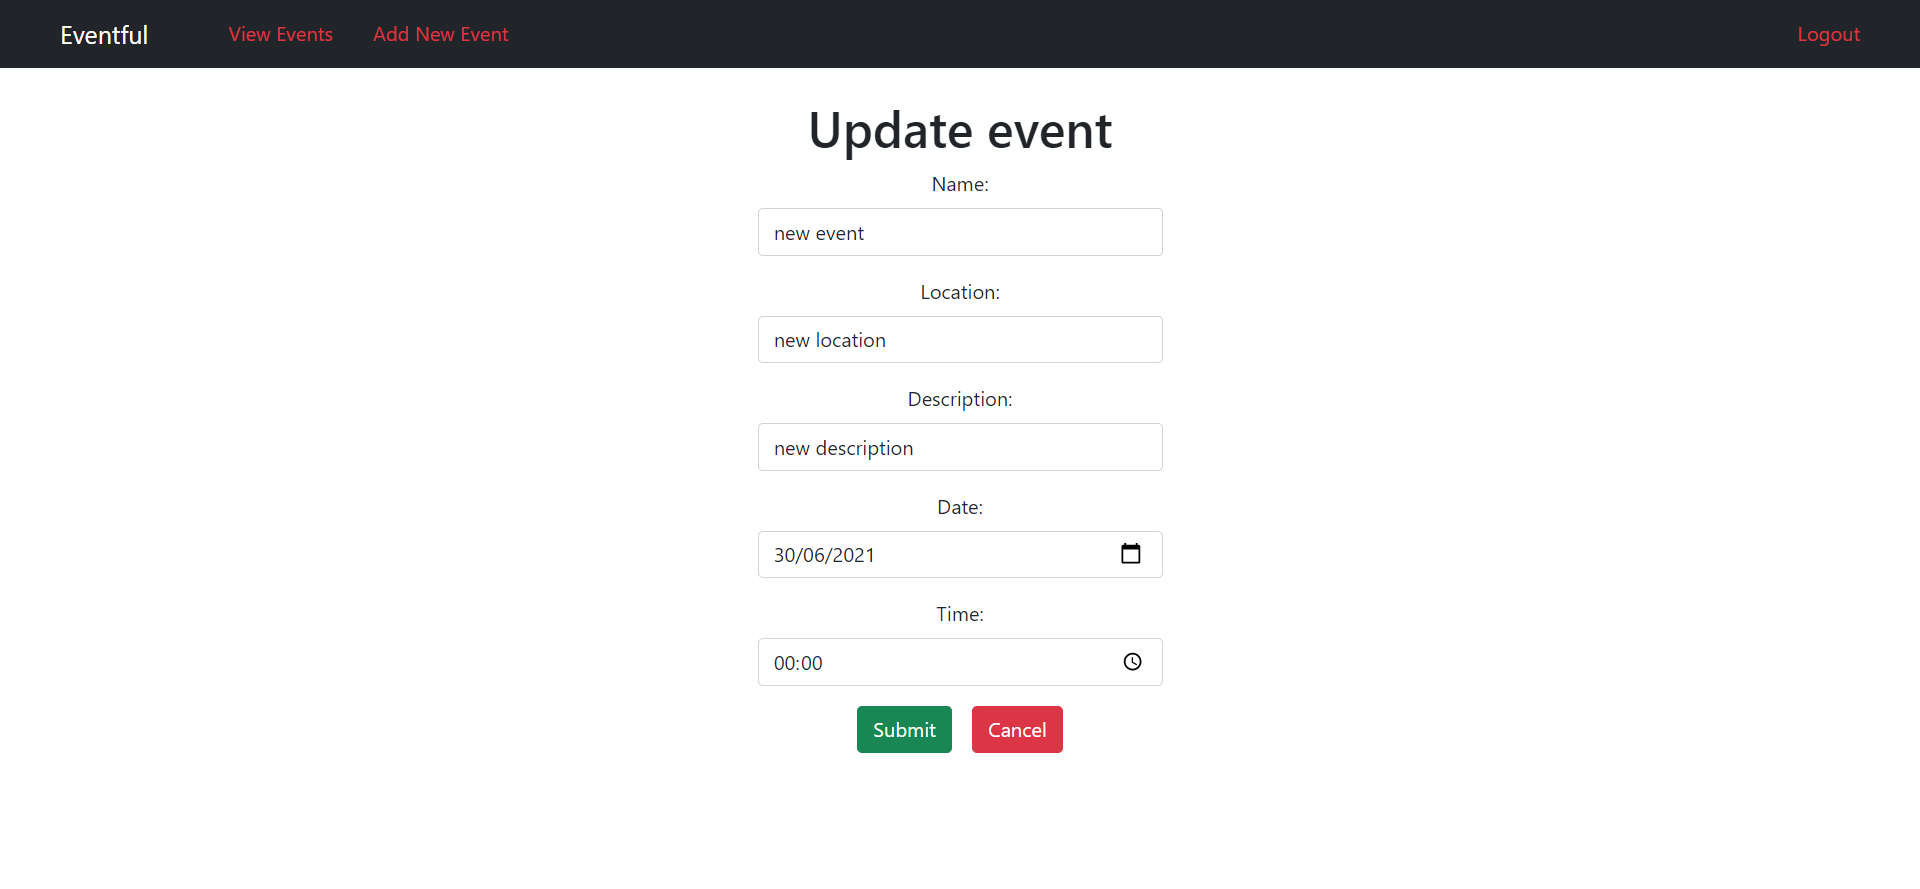 Eventful View Events Add New Event Logout
Update event
Name:
new event
Location:
new location
Description:
new description
Date:
30/06/2021
Time:
00:00
Submit Cancel